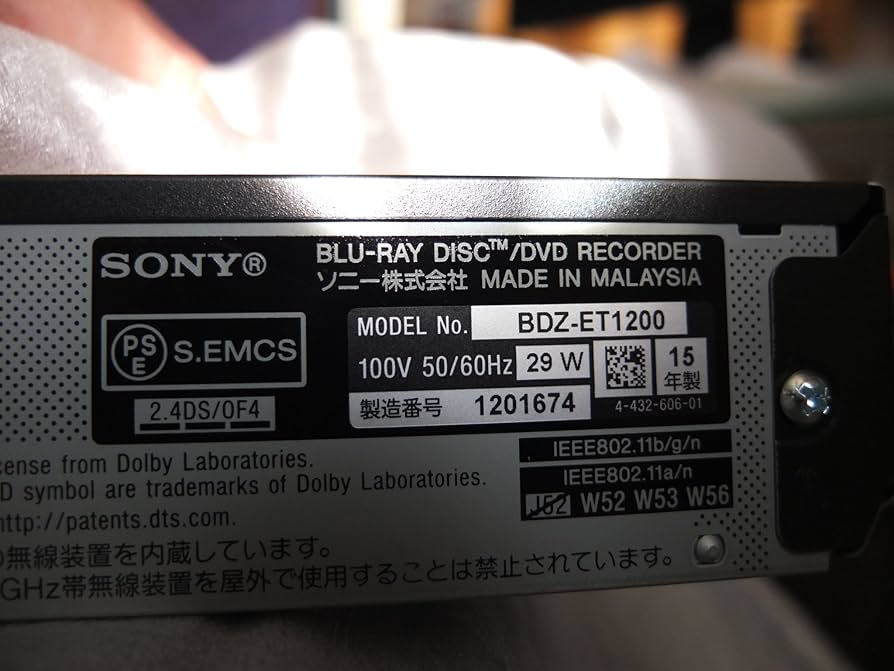 SONY®
BLU-RAY DISC™/DVD RECORDER
ソニー株式会社 MADE IN MALAYSIA
PSE S.EMCS
2.4DS/OF4
MODEL No. BDZ-ET1200
100V 50/60Hz 29 W
15年製
製造番号 1201674
4-432-606-01
IEEE802.11b/g/n
IEEE802.11a/n
J52 W52 W53 W56
cense from Dolby Laboratories.
D symbol are trademarks of Dolby Laboratories.
http://patents.dts.com.
の無線装置を内蔵しています。
GHz帯無線装置を屋外で使用することは禁止されています。